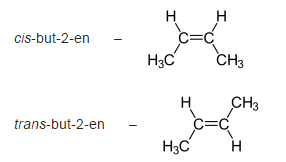 H H
cis-but-2-en – C=C
H₃C CH₃
H CH₃
trans-but-2-en – C=C
H₃C H